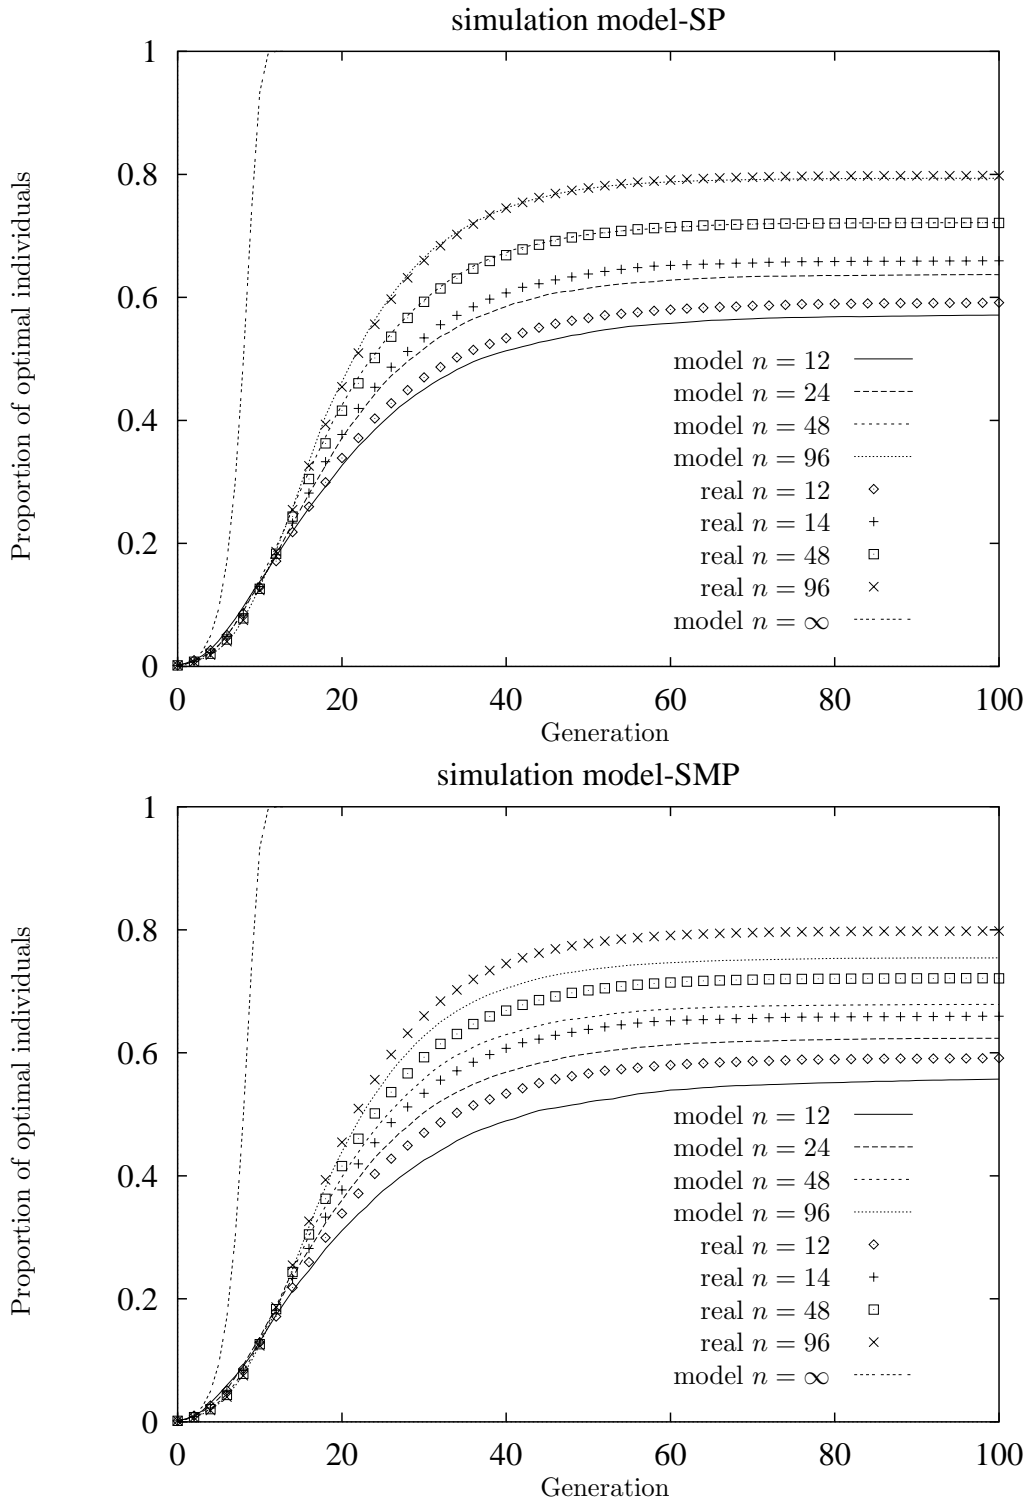 simulation model-SP
1
0.8
0.6
0.4
0.2
0
Proportion of optimal individuals
model n = 12
model n = 24
model n = 48
model n = 96
real n = 12
real n = 14
real n = 48
real n = 96
model n = ∞
0 20 40 60 80 100
Generation
simulation model-SMP
1
0.8
0.6
0.4
0.2
0
Proportion of optimal individuals
model n = 12
model n = 24
model n = 48
model n = 96
real n = 12
real n = 14
real n = 48
real n = 96
model n = ∞
0 20 40 60 80 100
Generation